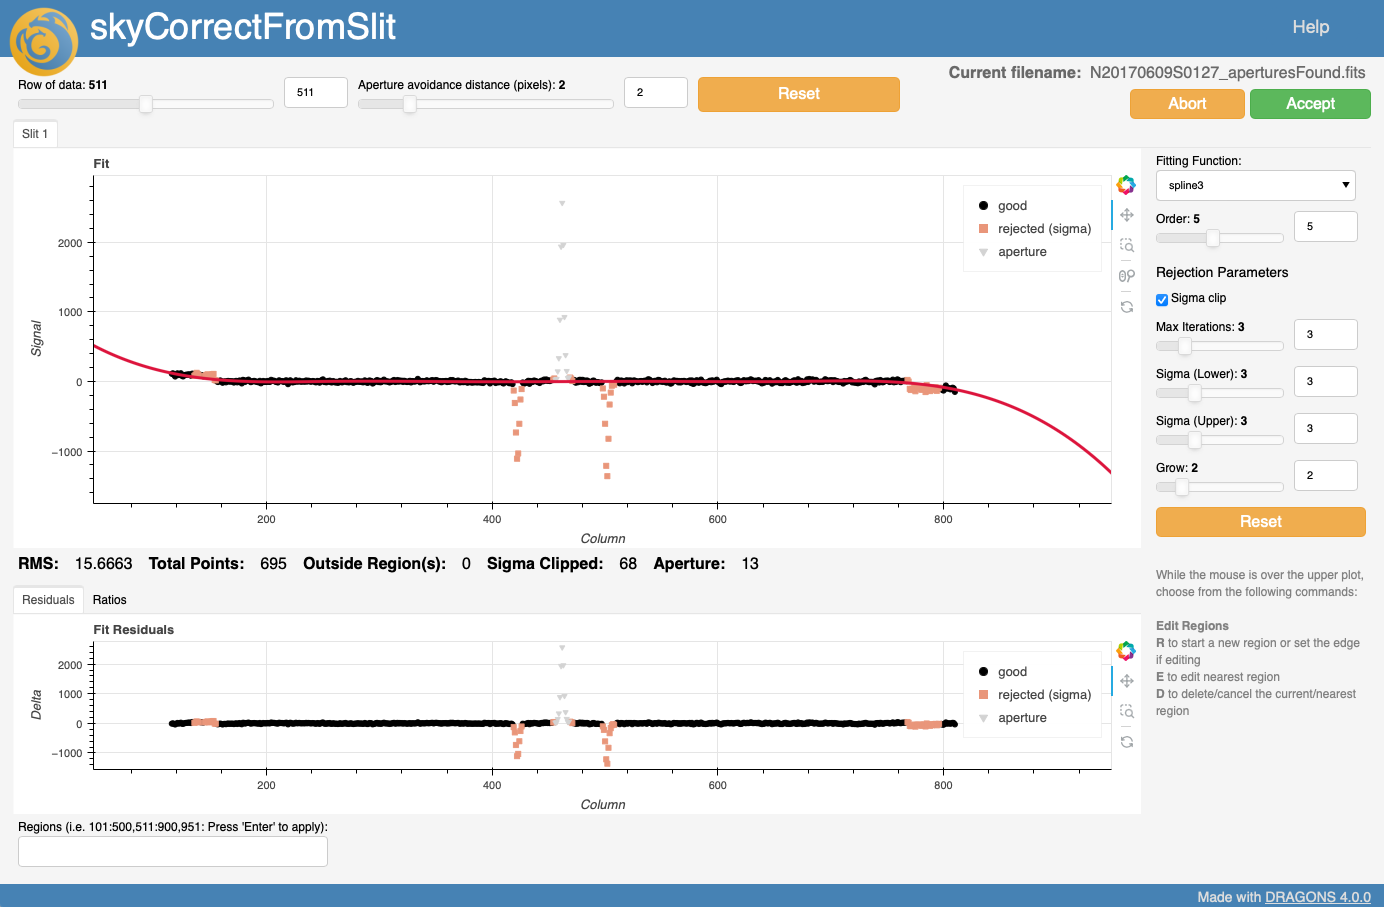 skyCorrectFromSlit
Help
Current filename: N20170609S0127_aperturesFound.fits
Row of data: 511
511
Aperture avoidance distance (pixels): 2
2
Reset
Abort
Accept
Slit 1
Fit
good
rejected (sigma)
aperture
Signal
2000
1000
0
−1000
200
400
600
800
Column
RMS: 15.6663 Total Points: 695 Outside Region(s): 0 Sigma Clipped: 68 Aperture: 13
Residuals
Ratios
Fit Residuals
good
rejected (sigma)
aperture
Delta
2000
1000
0
−1000
200
400
600
800
Column
Regions (i.e. 101:500,511:900,951: Press 'Enter' to apply):
Fitting Function:
spline3
Order: 5
5
Rejection Parameters
Sigma clip
Max Iterations: 3
3
Sigma (Lower): 3
3
Sigma (Upper): 3
3
Grow: 2
2
Reset
While the mouse is over the upper plot,
choose from the following commands:
Edit Regions
R to start a new region or set the edge
if editing
E to edit nearest region
D to delete/cancel the current/nearest
region
Made with DRAGONS 4.0.0